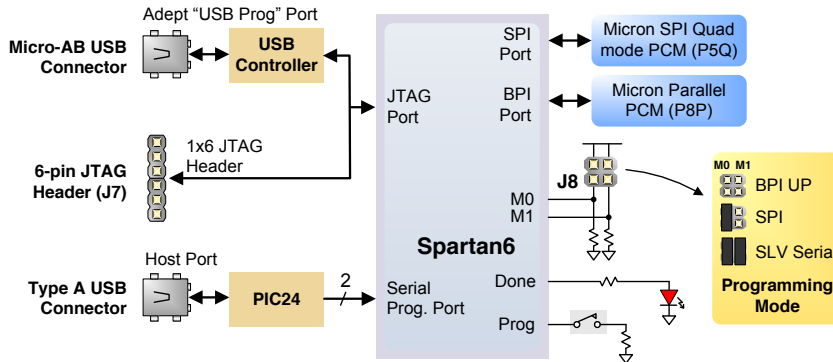 Adept “USB Prog” Port
Micro-AB USB
Connector
USB
Controller
1x6 JTAG
Header
6-pin JTAG
Header (J7)
Host Port
Type A USB
Connector
PIC24
2
JTAG
Port
Serial
Prog. Port
Spartan6
SPI
Port
BPI
Port
M0
M1
Done
Prog
Micron SPI Quad
mode PCM (P5Q)
Micron Parallel
PCM (P8P)
J8
M0 M1
BPI UP
SPI
SLV Serial
Programming
Mode